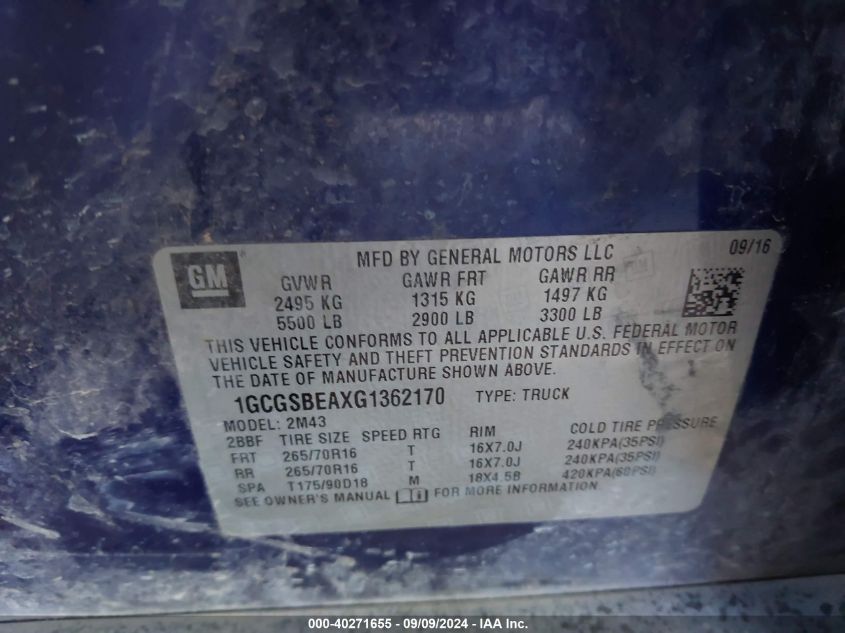 MFD BY GENERAL MOTORS LLC 09/16
GM
GVWR GAWR FRT GAWR RR
2495 KG 1315 KG 1497 KG
5500 LB 2900 LB 3300 LB
THIS VEHICLE CONFORMS TO ALL APPLICABLE U.S. FEDERAL MOTOR
VEHICLE SAFETY AND THEFT PREVENTION STANDARDS IN EFFECT ON
THE DATE OF MANUFACTURE SHOWN ABOVE.
1GCGSBEAXG1362170 TYPE: TRUCK
MODEL: 2M43
2BBF TIRE SIZE SPEED RTG RIM COLD TIRE PRESSURE
FRT 265/70R16 T 16X7.0J 240KPA(35PSI)
RR 265/70R16 T 16X7.0J 240KPA(35PSI)
SPA T175/90D18 M 18X4.5B 420KPA(60PSI)
SEE OWNER'S MANUAL FOR MORE INFORMATION
000-40271655 - 09/09/2024 - IAA Inc.